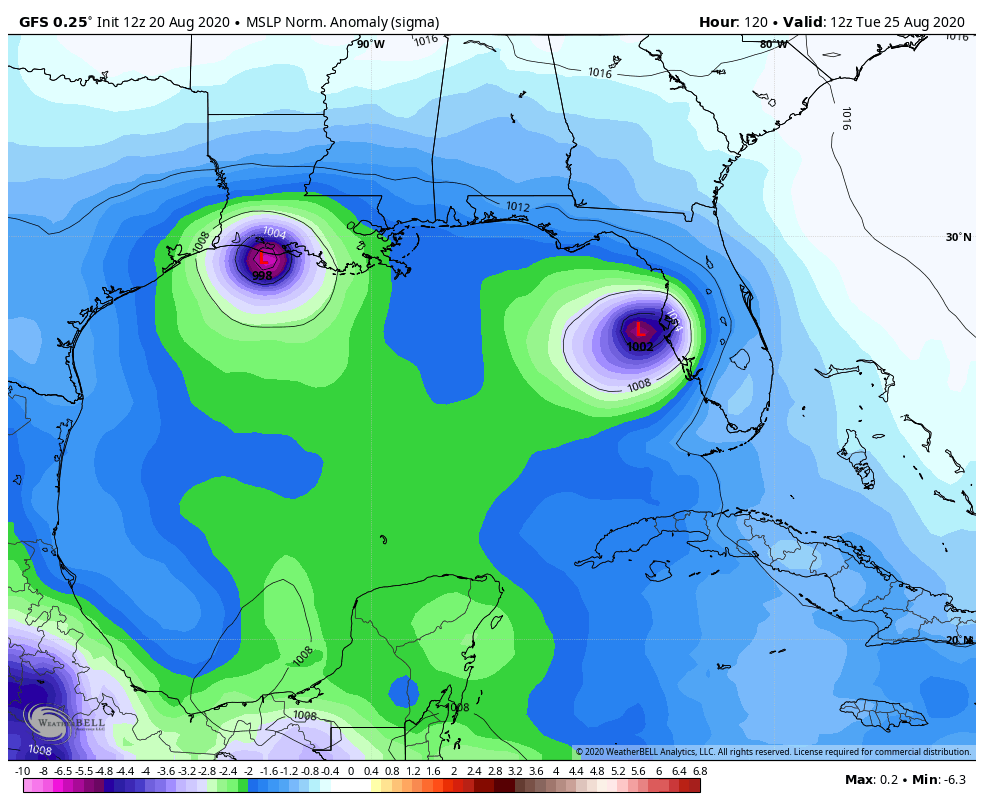 GFS 0.25° Init 12z 20 Aug 2020 • MSLP Norm. Anomaly (sigma)
Hour: 120 • Valid: 12z Tue 25 Aug 2020
90°W
80°W
1016
1016
1016
1016
1012
30°N
1008
1004
L
998
1004
L
1002
1008
20°N
1008
1008
1008
WEATHERBELL
1008
© 2020 WeatherBELL Analytics, LLC. All rights reserved. License required for commercial distribution.
-10 -6.8 -5.2 -4.8 -4.4 -4 -3.6 -3.2 -2.8 -2.4 -2 -1.6 -1.2 -0.8 -0.4 0 0.4 0.8 1.2 1.6 2 2.4 2.8 3.2 3.6 4 4.4 4.8 5.2 5.6 6 6.4 6.8
Max: 0.2 • Min: -6.3